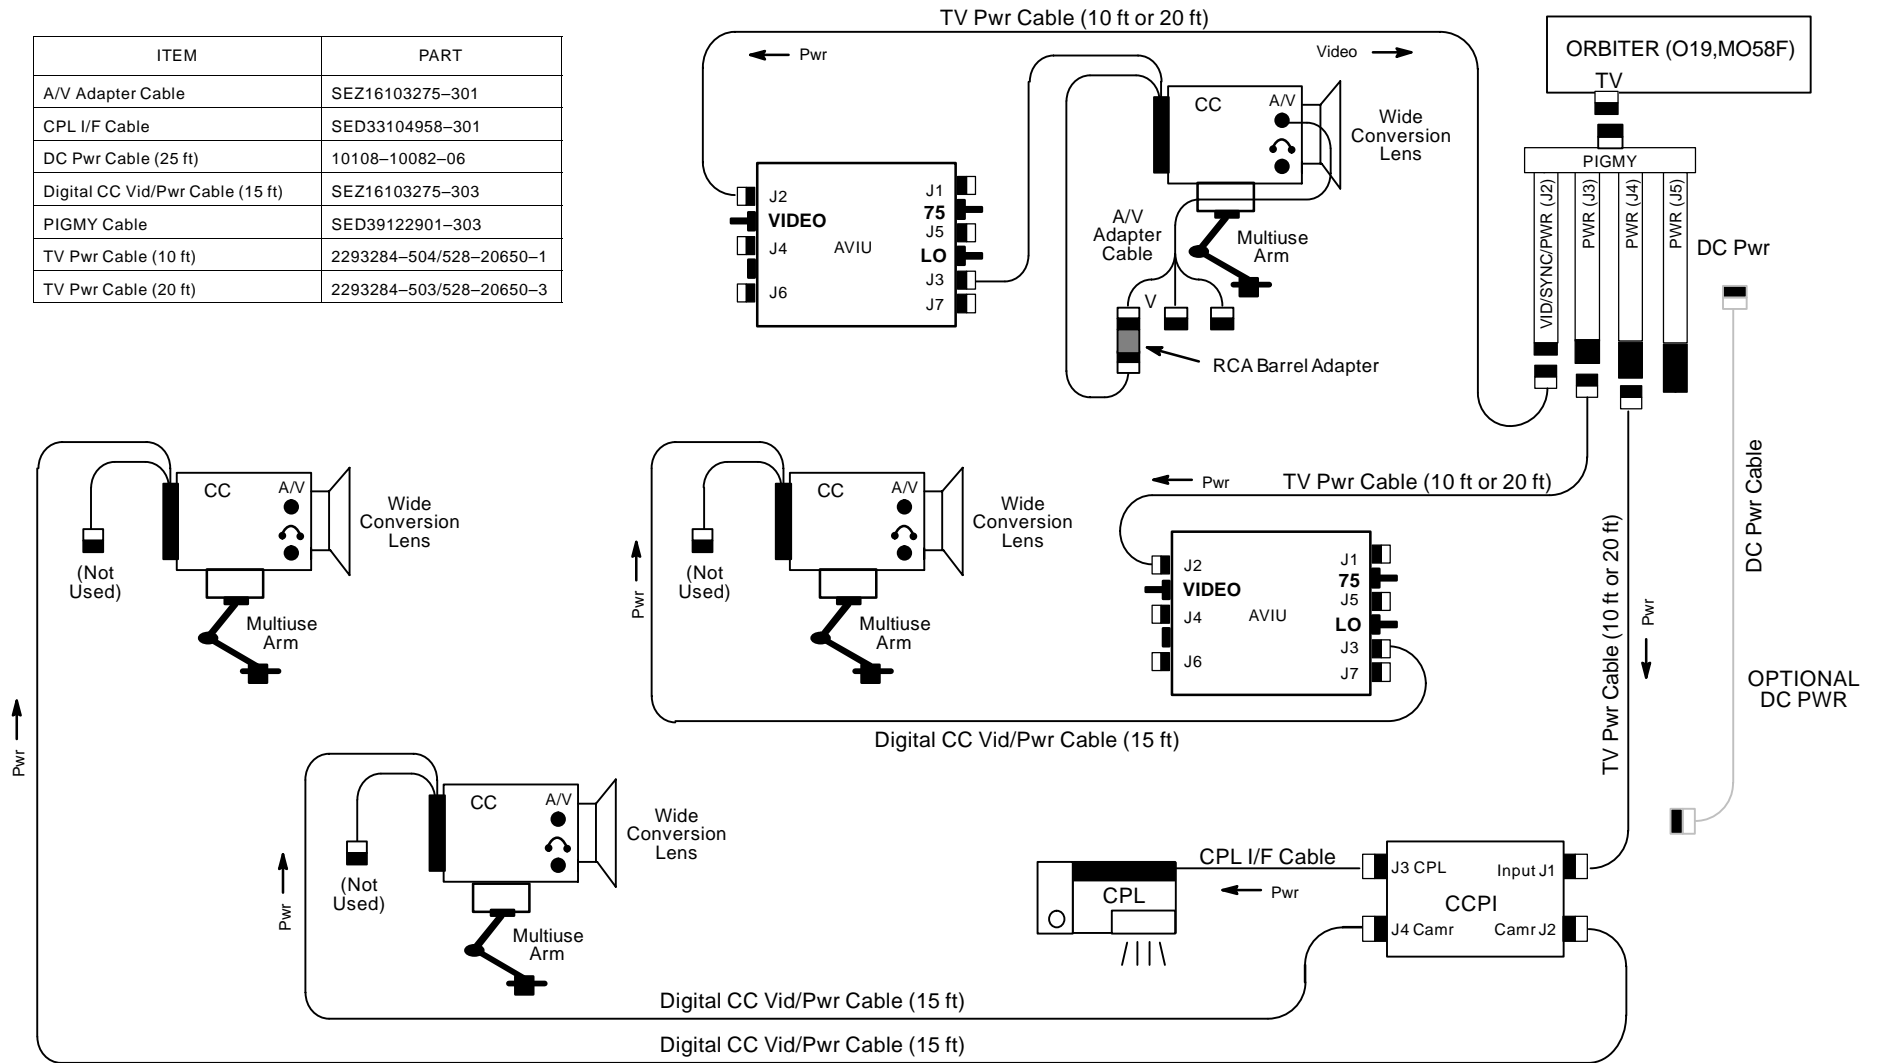 ITEM PART
A/V Adapter Cable SEZ16103275–301
CPL I/F Cable SED33104958–301
DC Pwr Cable (25 ft) 10108–10082–06
Digital CC Vid/Pwr Cable (15 ft) SEZ16103275–303
PIGMY Cable SED39122901–303
TV Pwr Cable (10 ft) 2293284–504/528–20650–1
TV Pwr Cable (20 ft) 2293284–503/528–20650–3
TV Pwr Cable (10 ft or 20 ft)
Pwr
Video
ORBITER (O19,MO58F)
TV
PIGMY
VID/SYNC/PWR (J2)
PWR (J3)
PWR (J4)
PWR (J5)
DC Pwr
CC
A/V
Wide
Conversion
Lens
J2
VIDEO
J4
J6
AVIU
J1
75
J5
LO
J3
J7
A/V
Adapter
Cable
Multiuse
Arm
V
RCA Barrel Adapter
CC
A/V
Wide
Conversion
Lens
(Not
Used)
Multiuse
Arm
Pwr
CC
A/V
Wide
Conversion
Lens
(Not
Used)
Multiuse
Arm
Pwr
Pwr
TV Pwr Cable (10 ft or 20 ft)
J2
VIDEO
J4
J6
AVIU
J1
75
J5
LO
J3
J7
Digital CC Vid/Pwr Cable (15 ft)
TV Pwr Cable (10 ft or 20 ft)
Pwr
DC Pwr Cable
OPTIONAL
DC PWR
CC
A/V
Wide
Conversion
Lens
(Not
Used)
Multiuse
Arm
Pwr
CPL I/F Cable
Pwr
CPL
J3 CPL
Input J1
CCPI
J4 Camr
Camr J2
Digital CC Vid/Pwr Cable (15 ft)
Digital CC Vid/Pwr Cable (15 ft)